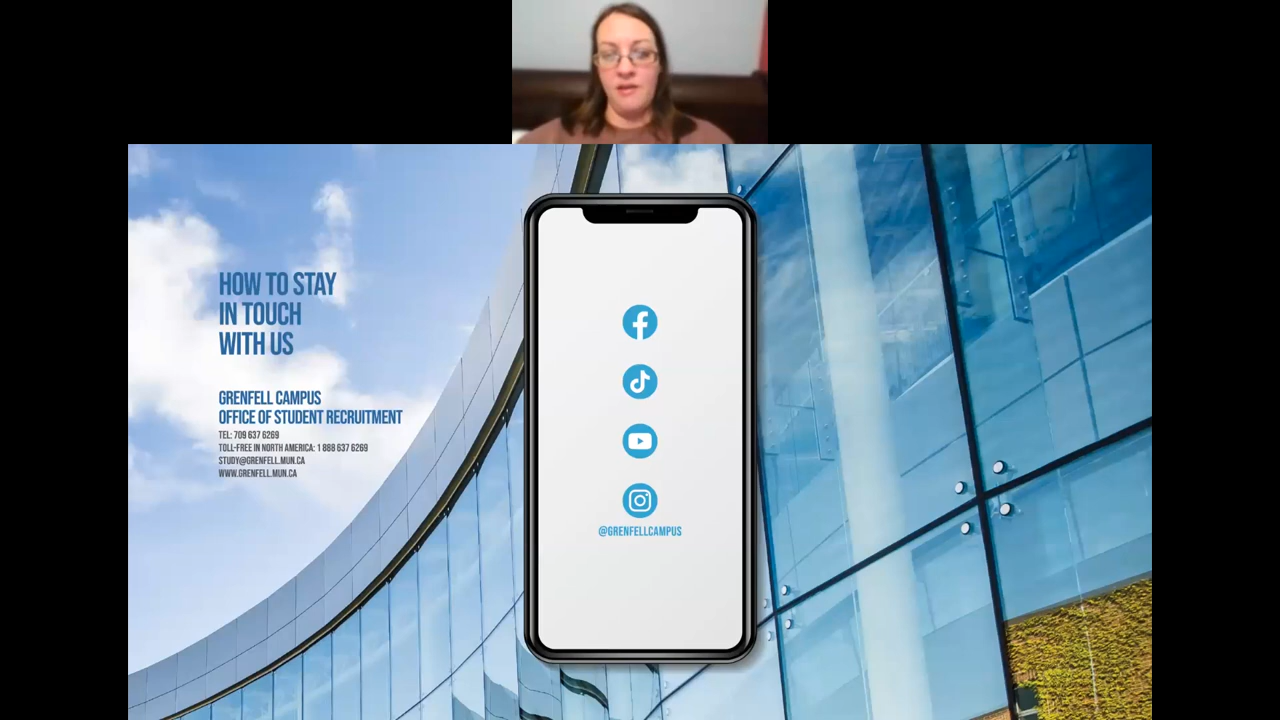 HOW TO STAY
IN TOUCH
WITH US
GRENFELL CAMPUS
OFFICE OF STUDENT RECRUITMENT
TEL: 709 637 6269
TOLL-FREE IN NORTH AMERICA: 1 888 637 6269
STUDY@GRENFELL.MUN.CA
WWW.GRENFELL.MUN.CA
@GRENFELLCAMPUS